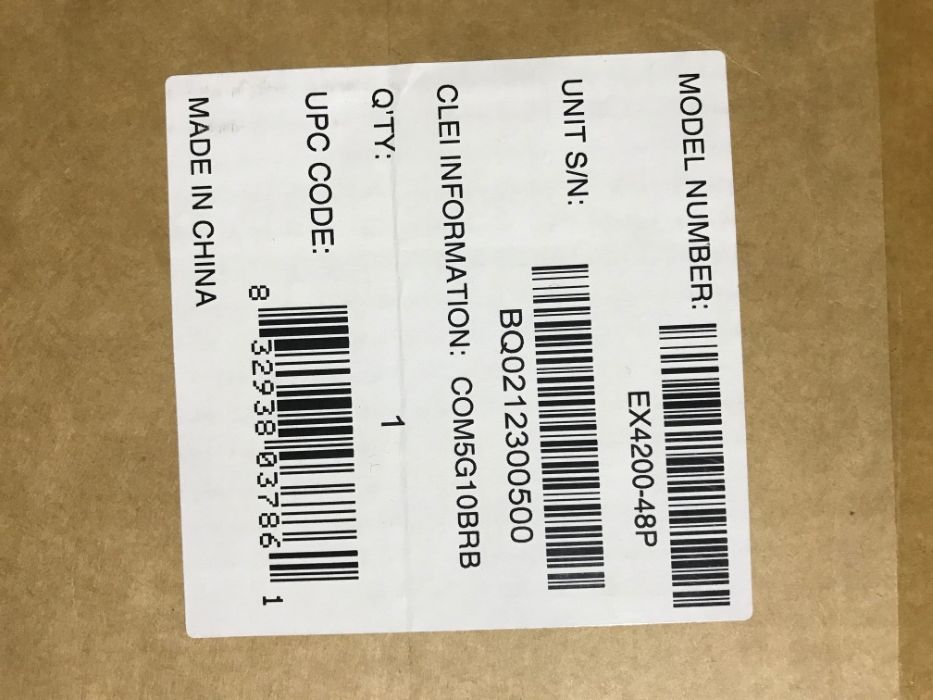 MODEL NUMBER:
EX4200-48P
UNIT S/N:
BQ0212300500
CLEI INFORMATION: COM5G10BRB
Q'TY: 1
UPC CODE:
8 32938 03786 1
MADE IN CHINA